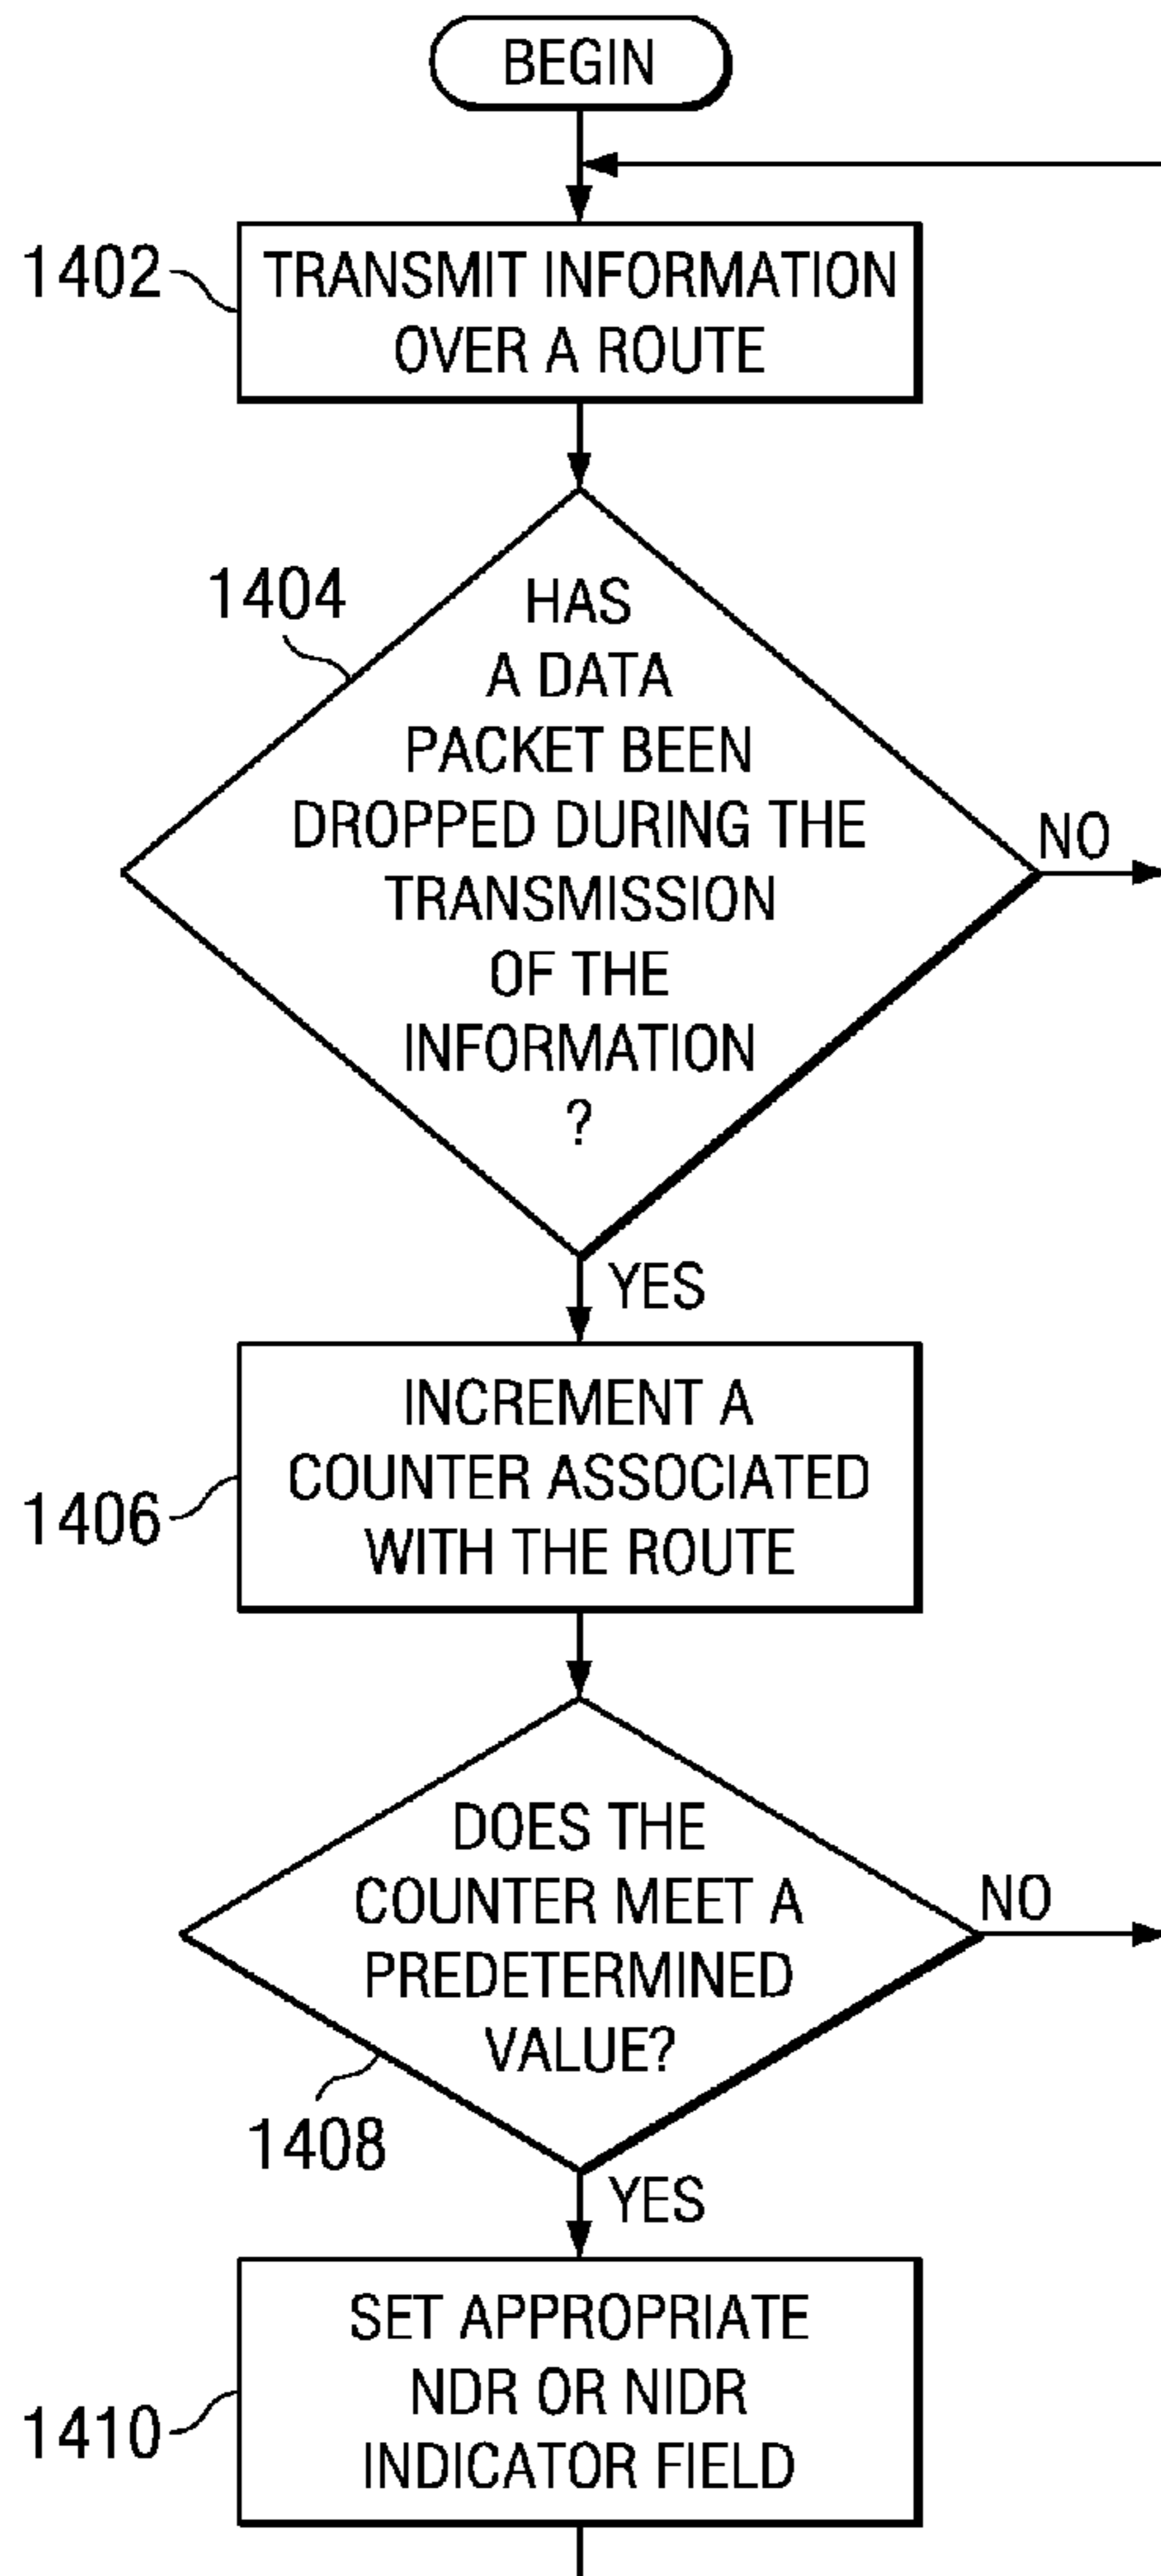 BEGIN
1402
TRANSMIT INFORMATION
OVER A ROUTE
1404
HAS
A DATA
PACKET BEEN
DROPPED DURING THE
TRANSMISSION
OF THE
INFORMATION
?
NO
YES
1406
INCREMENT A
COUNTER ASSOCIATED
WITH THE ROUTE
DOES THE
COUNTER MEET A
PREDETERMINED
VALUE?
NO
1408
YES
1410
SET APPROPRIATE
NDR OR NIDR
INDICATOR FIELD